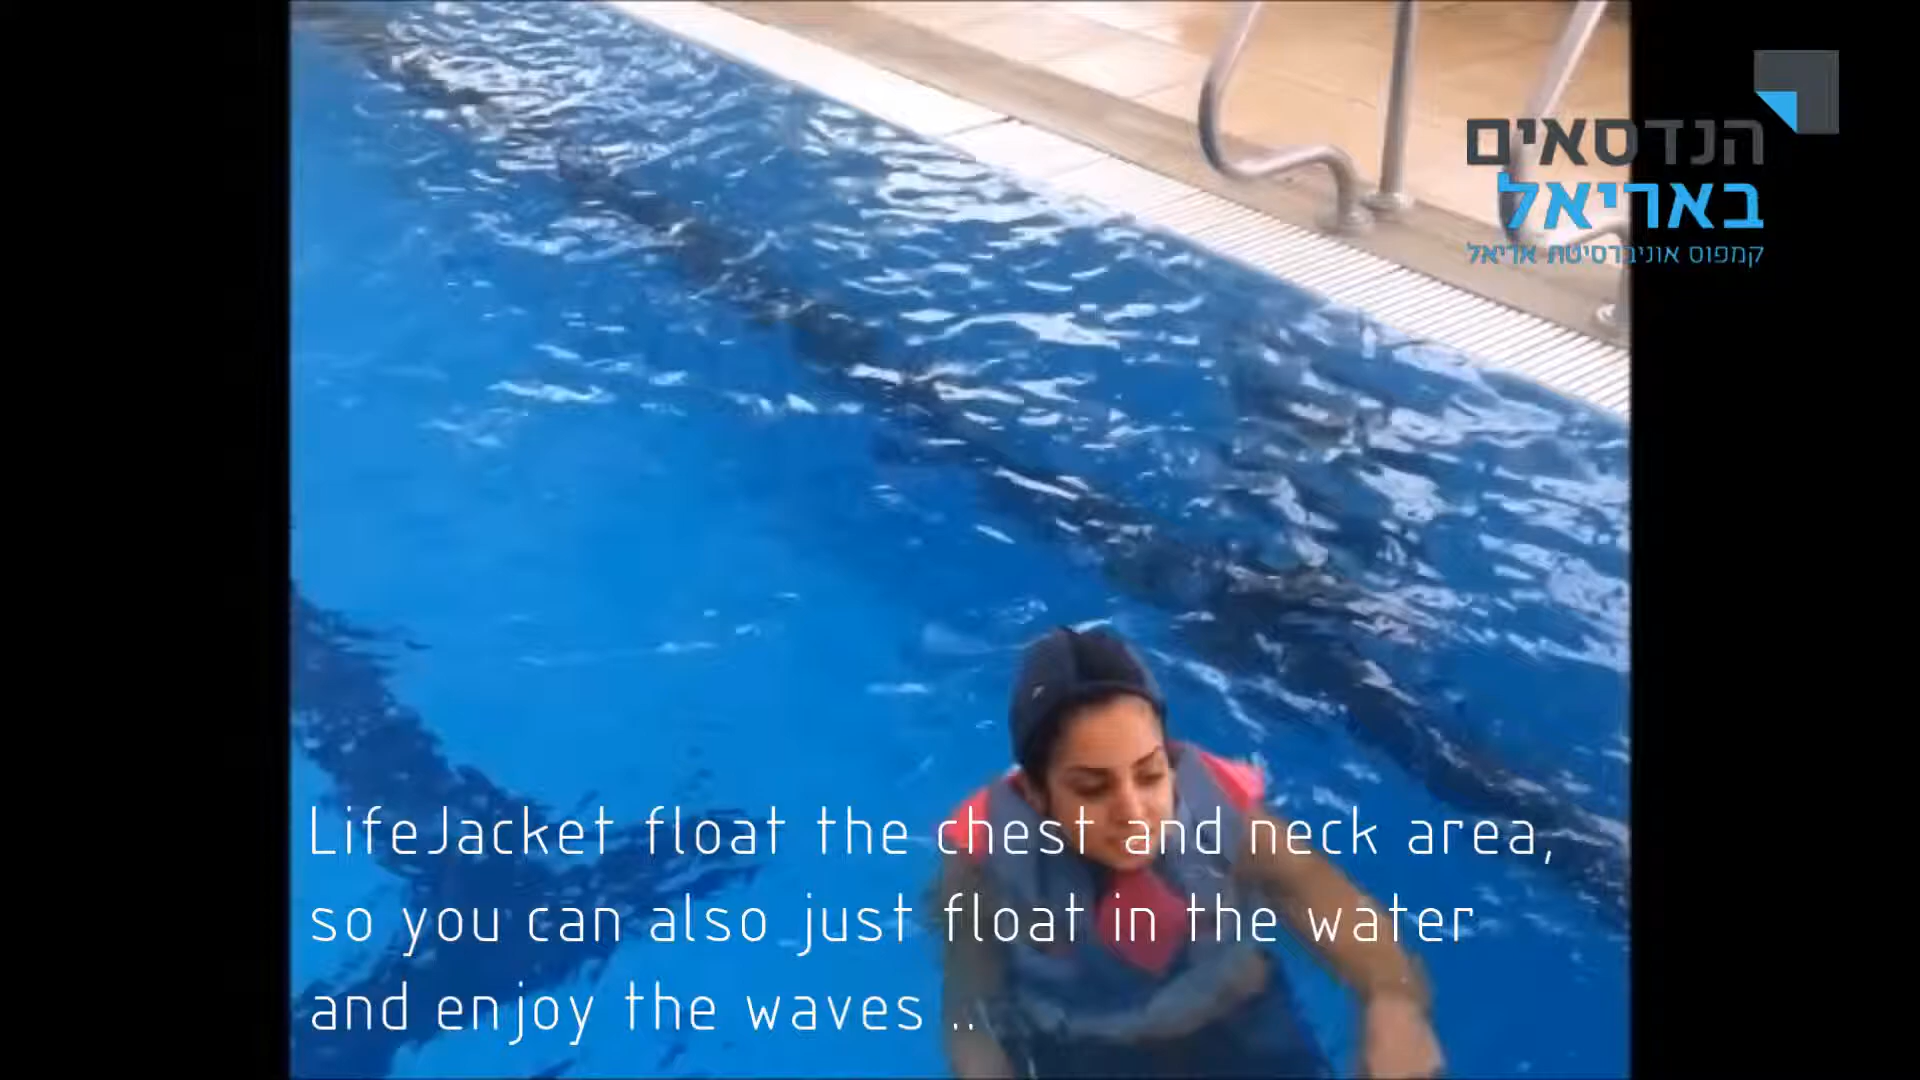 הנדסאים
באריאל
קמפוס אוניברסיטת אריאל
LifeJacket float the chest and neck area,
so you can also just float in the water
and enjoy the waves ..